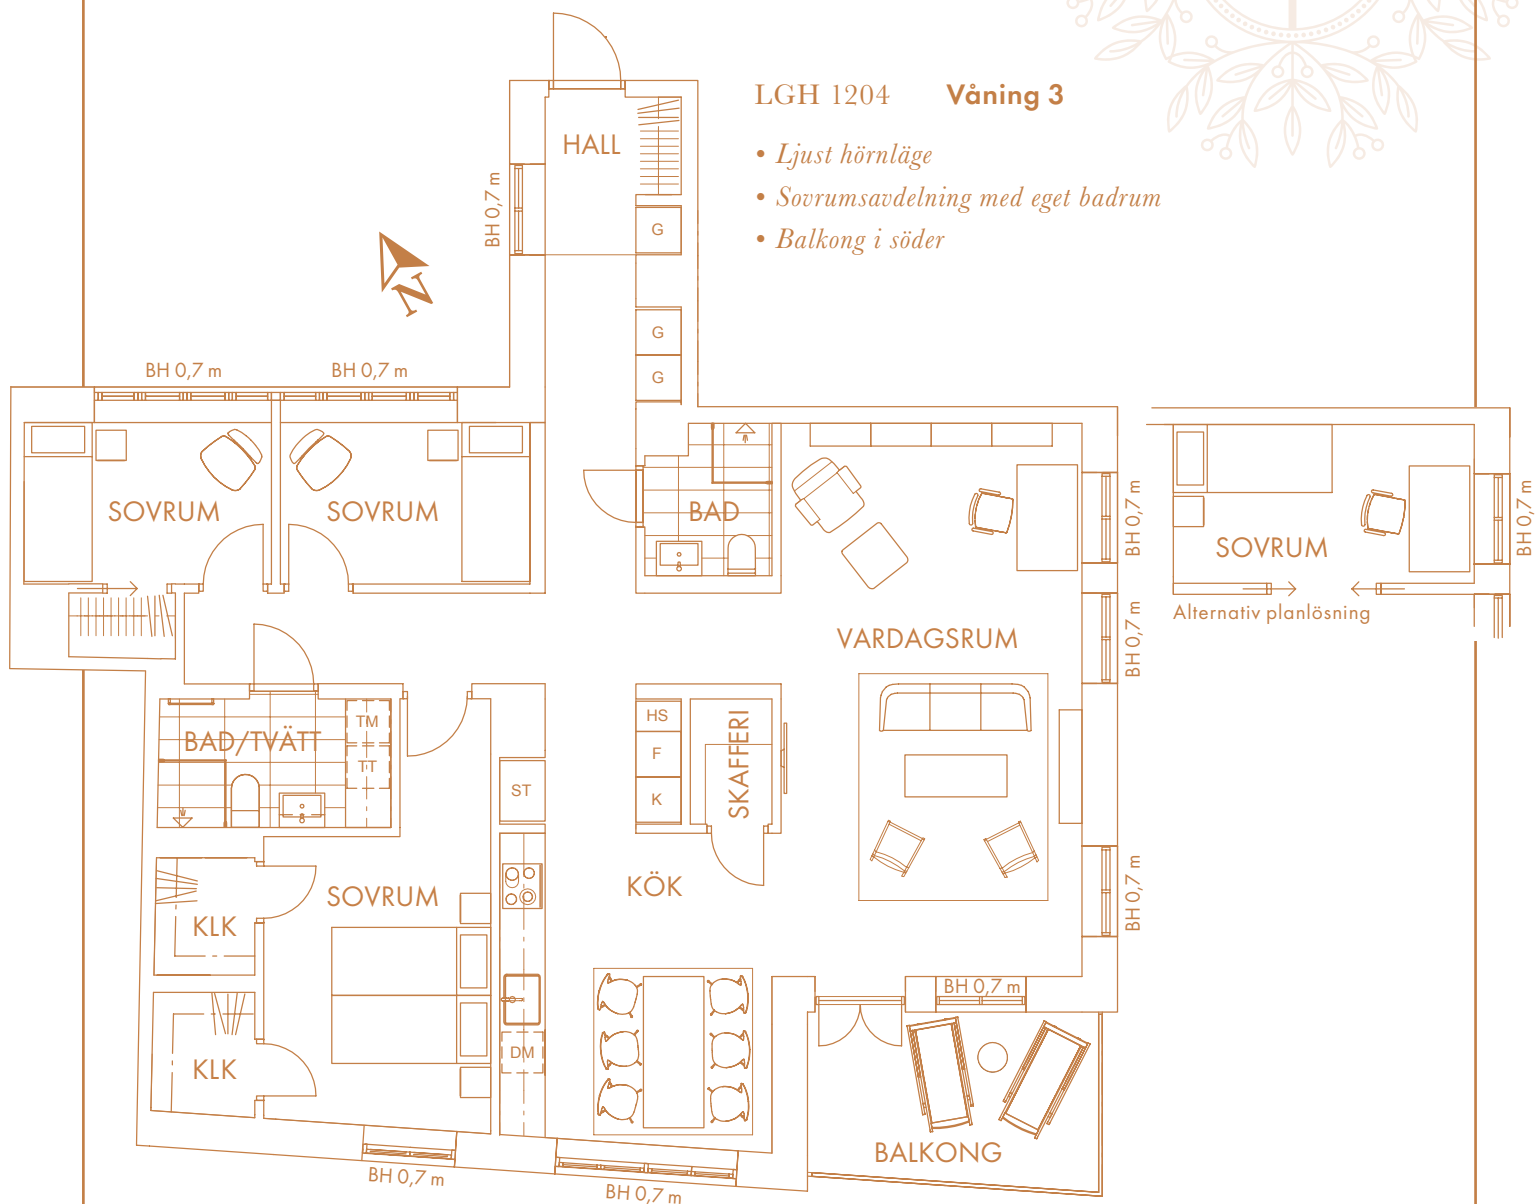 LGH 1204 Våning 3
• Ljust hörnläge
• Sovrumsavdelning med eget badrum
• Balkong i söder
HALL
BH 0,7 m
G
N
G
G
BH 0,7 m
BH 0,7 m
SOVRUM
SOVRUM
BAD
BH 0,7 m
SOVRUM
BH 0,7 m
Alternativ planlösning
VARDAGSRUM
BH 0,7 m
BAD/TVÄTT
TM
TT
ST
HS
F
K
SKAFFERI
KÖK
SOVRUM
KLK
KLK
DM
BH 0,7 m
BH 0,7 m
BALKONG
BH 0,7 m
BH 0,7 m